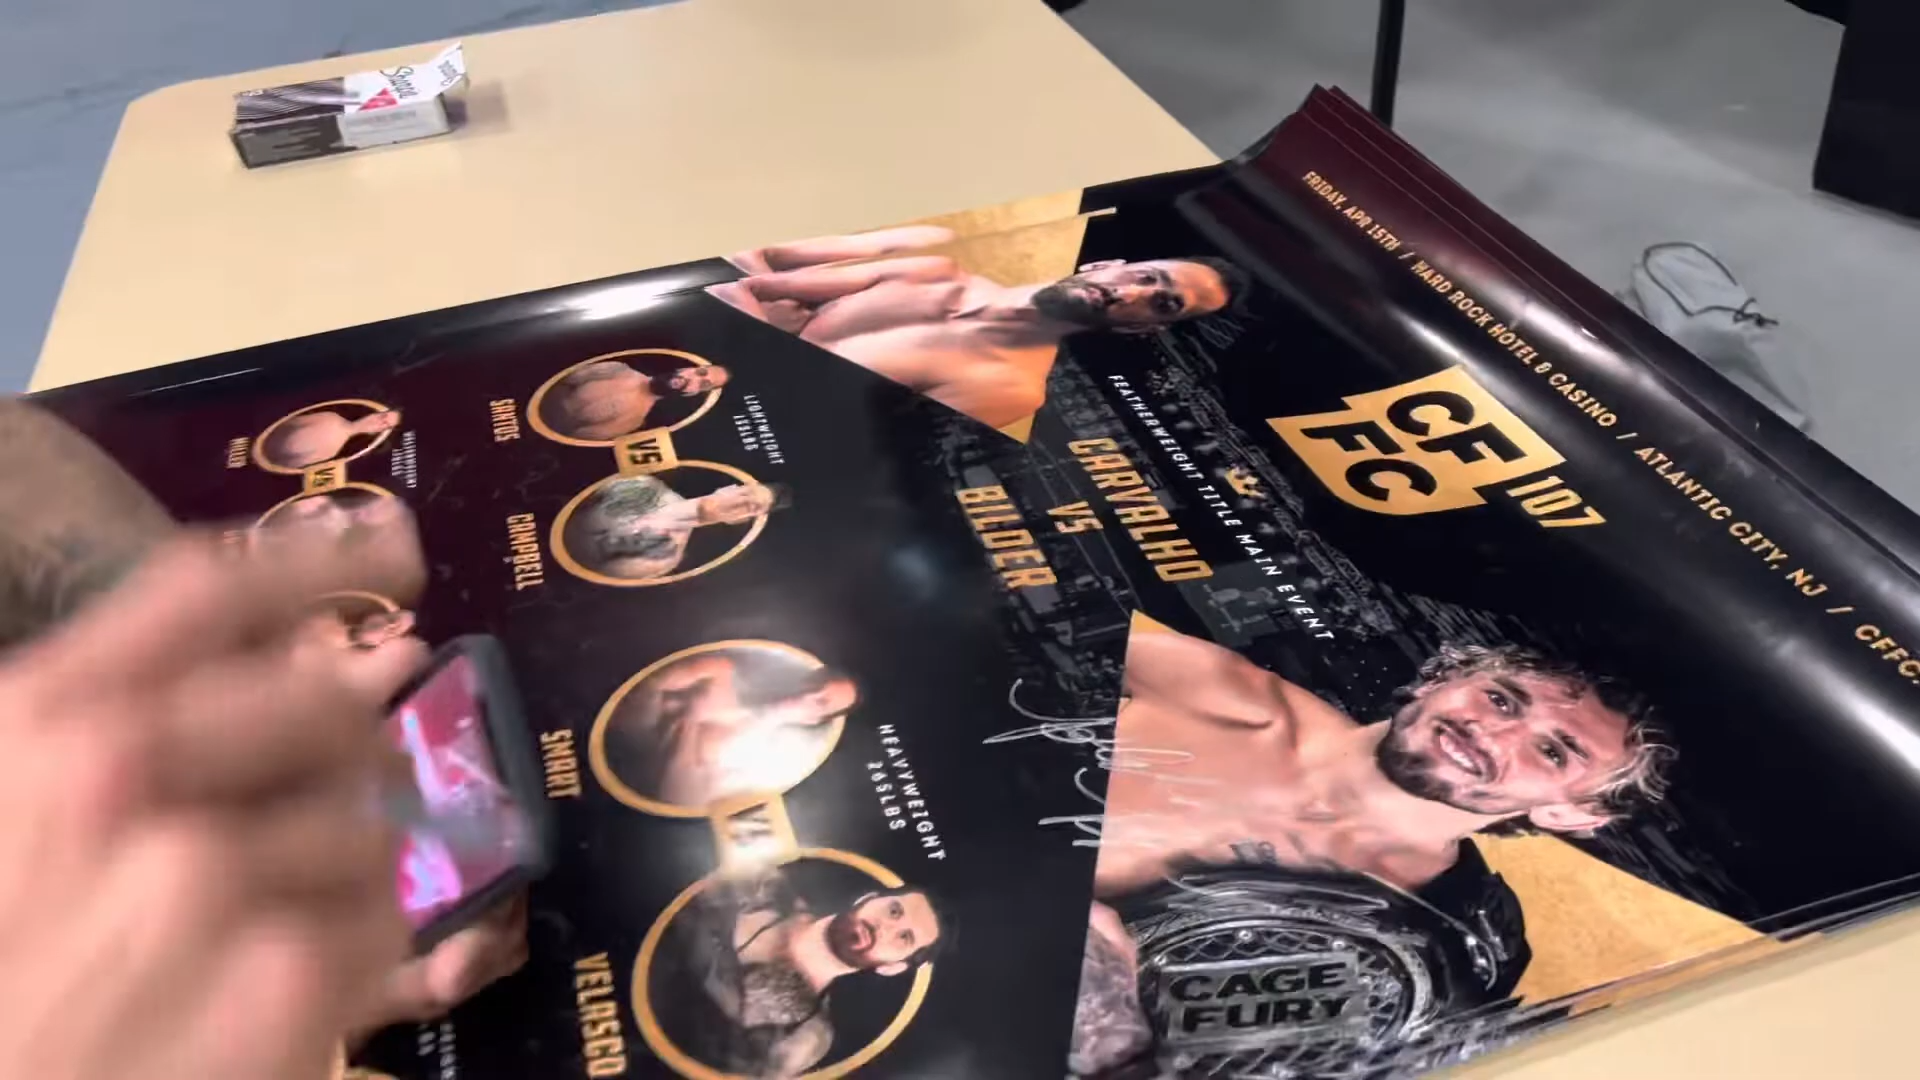 Sharpie
FRIDAY, APR 15TH / HARD ROCK HOTEL & CASINO / ATLANTIC CITY, NJ / CFFC.
CF
FC
107
FEATHERWEIGHT TITLE MAIN EVENT
CARVALHO
VS
BILDER
LIGHTWEIGHT
155LBS
SANTOS
VS
CAMPBELL
VS
HEAVYWEIGHT
265LBS
SMART
VS
VELASCO
CAGE
FURY